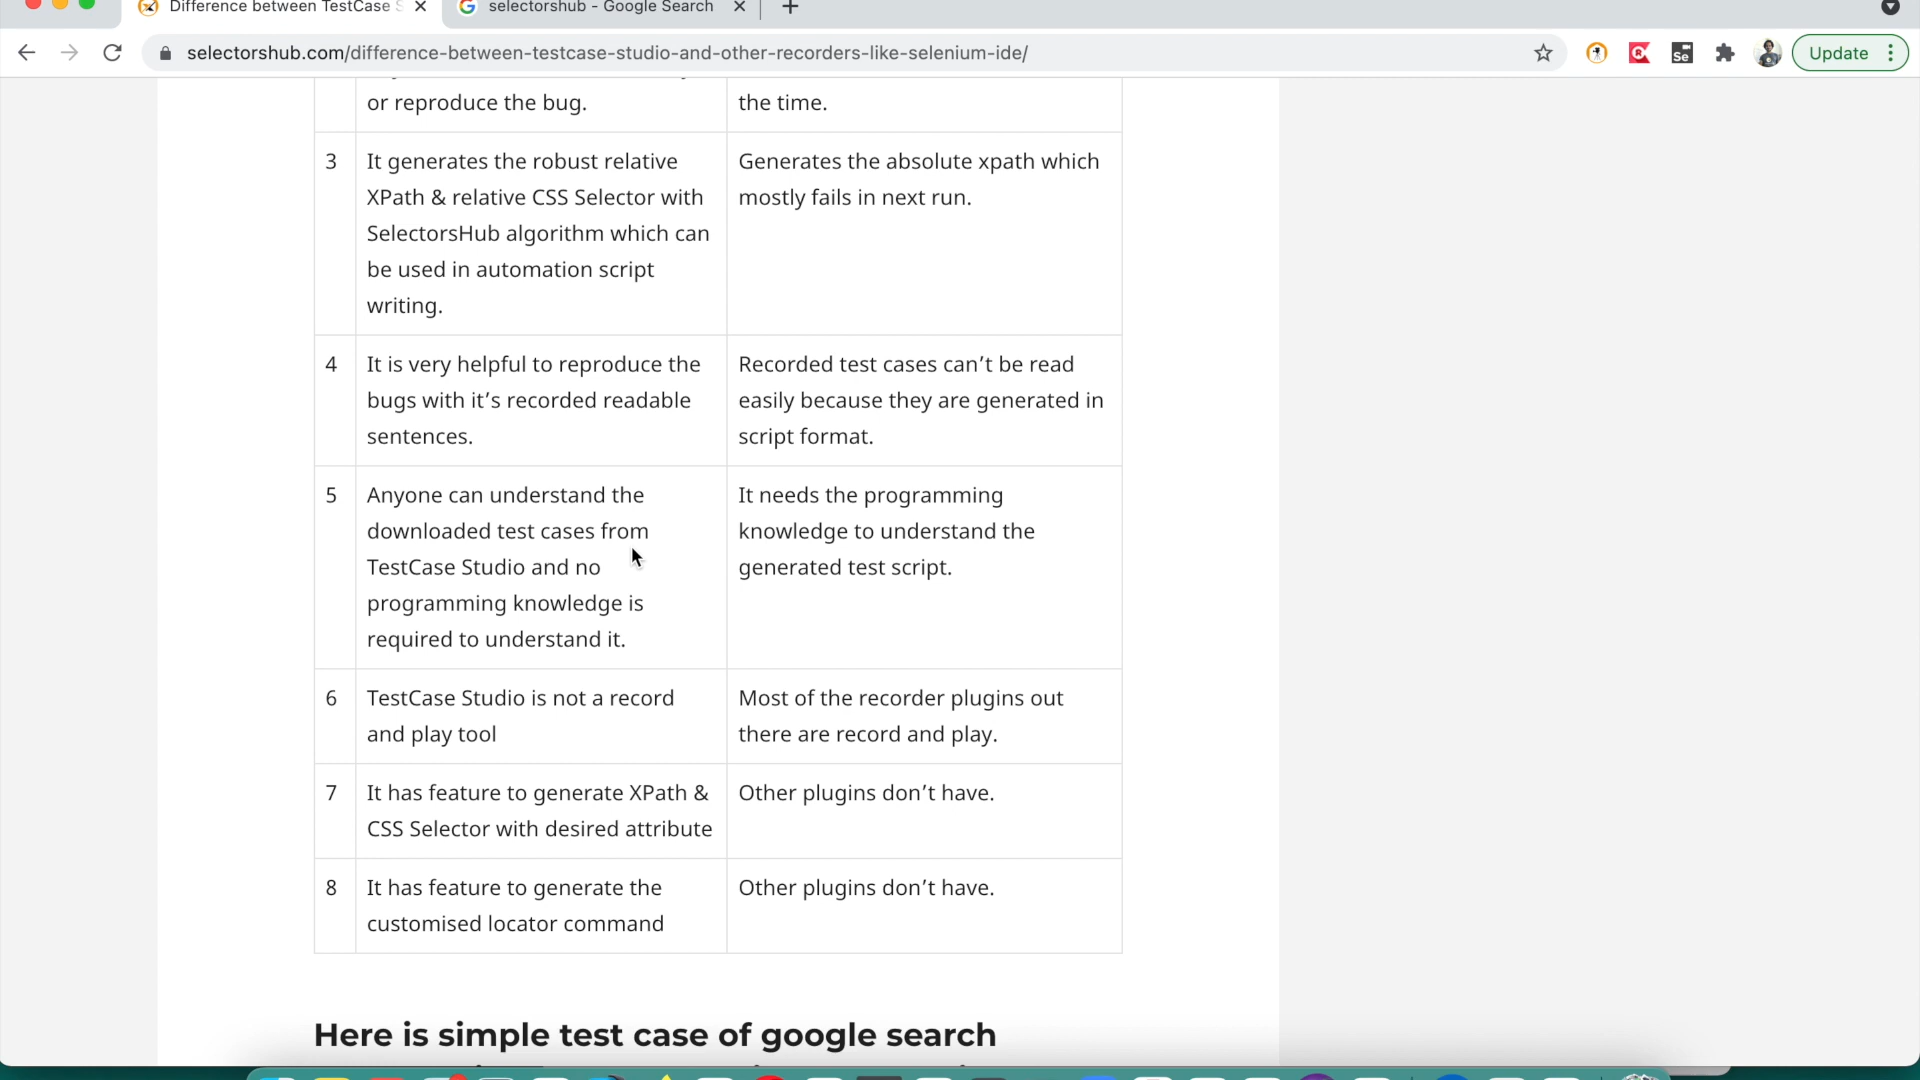 Difference between TestCase S
selectorshub - Google Search
selectorshub.com/difference-between-testcase-studio-and-other-recorders-like-selenium-ide/
Update
or reproduce the bug.
the time.
3
It generates the robust relative
XPath & relative CSS Selector with
SelectorsHub algorithm which can
be used in automation script
writing.
Generates the absolute xpath which
mostly fails in next run.
4
It is very helpful to reproduce the
bugs with it’s recorded readable
sentences.
Recorded test cases can’t be read
easily because they are generated in
script format.
5
Anyone can understand the
downloaded test cases from
TestCase Studio and no
programming knowledge is
required to understand it.
It needs the programming
knowledge to understand the
generated test script.
6
TestCase Studio is not a record
and play tool
Most of the recorder plugins out
there are record and play.
7
It has feature to generate XPath &
CSS Selector with desired attribute
Other plugins don’t have.
8
It has feature to generate the
customised locator command
Other plugins don’t have.
Here is simple test case of google search